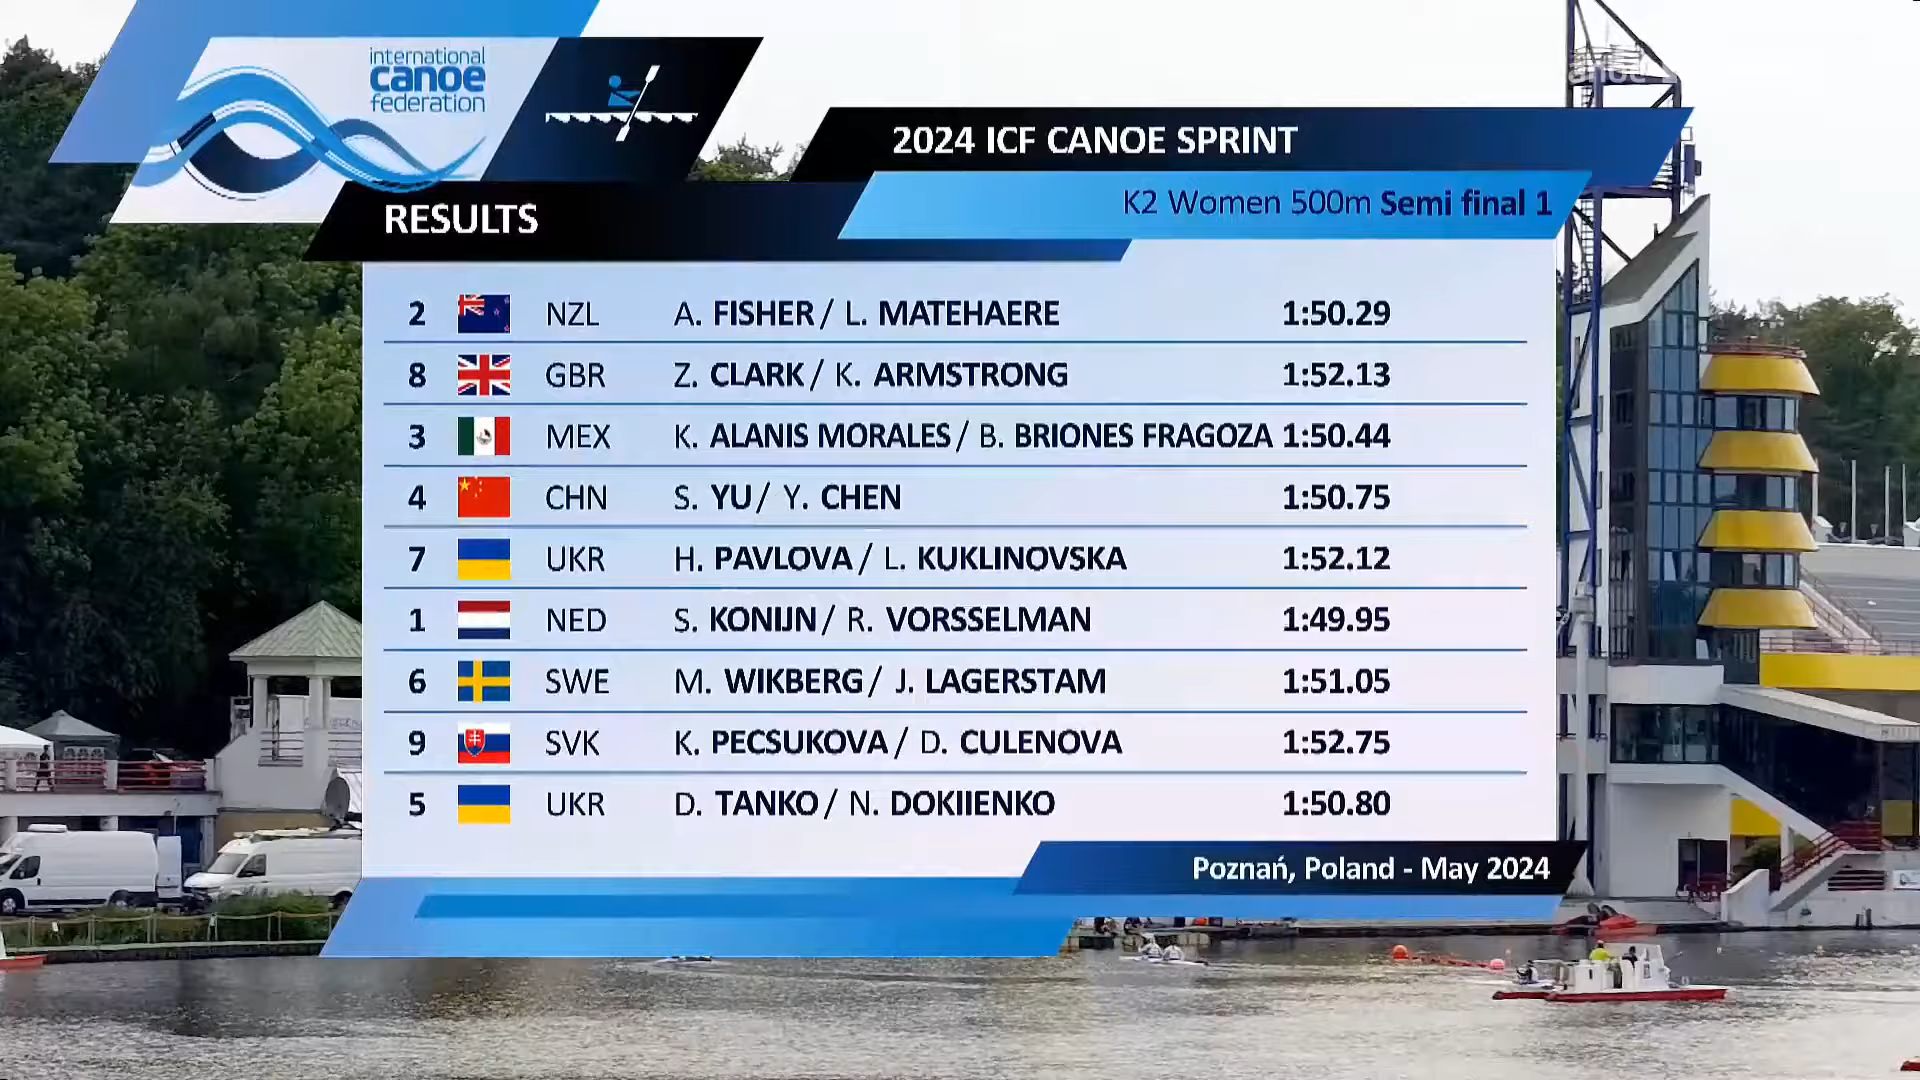 international
canoe
federation
2024 ICF CANOE SPRINT
K2 Women 500m Semi final 1
RESULTS
2 NZL A. FISHER / L. MATEHAERE 1:50.29
8 GBR Z. CLARK / K. ARMSTRONG 1:52.13
3 MEX K. ALANIS MORALES / B. BRIONES FRAGOZA 1:50.44
4 CHN S. YU / Y. CHEN 1:50.75
7 UKR H. PAVLOVA / L. KUKLINOVSKA 1:52.12
1 NED S. KONIJN / R. VORSSELMAN 1:49.95
6 SWE M. WIKBERG / J. LAGERSTAM 1:51.05
9 SVK K. PECSUKOVA / D. CULENOVA 1:52.75
5 UKR D. TANKO / N. DOKIIENKO 1:50.80
Poznań, Poland - May 2024